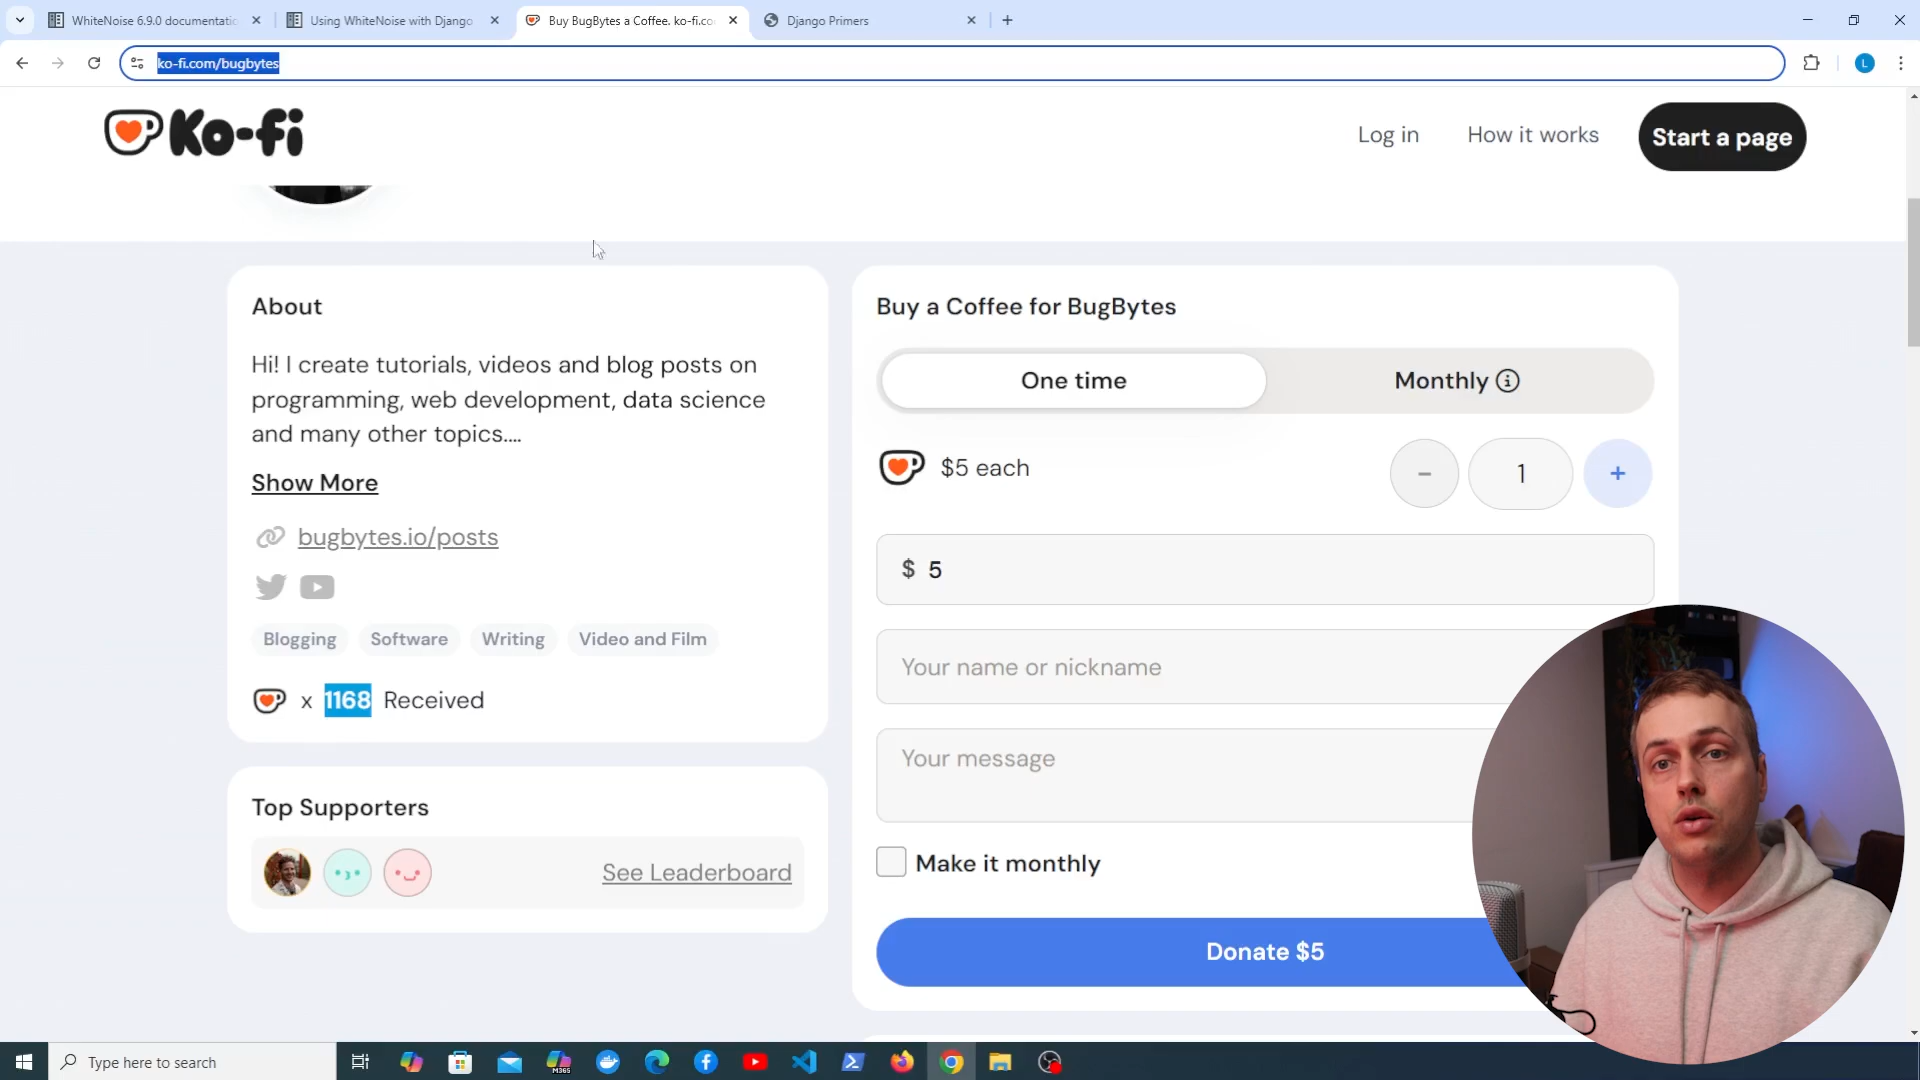 WhiteNoise 6.9.0 documentatio
Using WhiteNoise with Django
Buy BugBytes a Coffee. ko-fi.co
Django Primers
ko-fi.com/bugbytes
L
Ko-fi
Log in
How it works
Start a page
About
Hi! I create tutorials, videos and blog posts on
programming, web development, data science
and many other topics....
Show More
bugbytes.io/posts
Blogging
Software
Writing
Video and Film
x 1168 Received
Top Supporters
See Leaderboard
Buy a Coffee for BugBytes
One time
Monthly
$5 each
1
$ 5
Your name or nickname
Your message
Make it monthly
Donate $5
Type here to search
M365